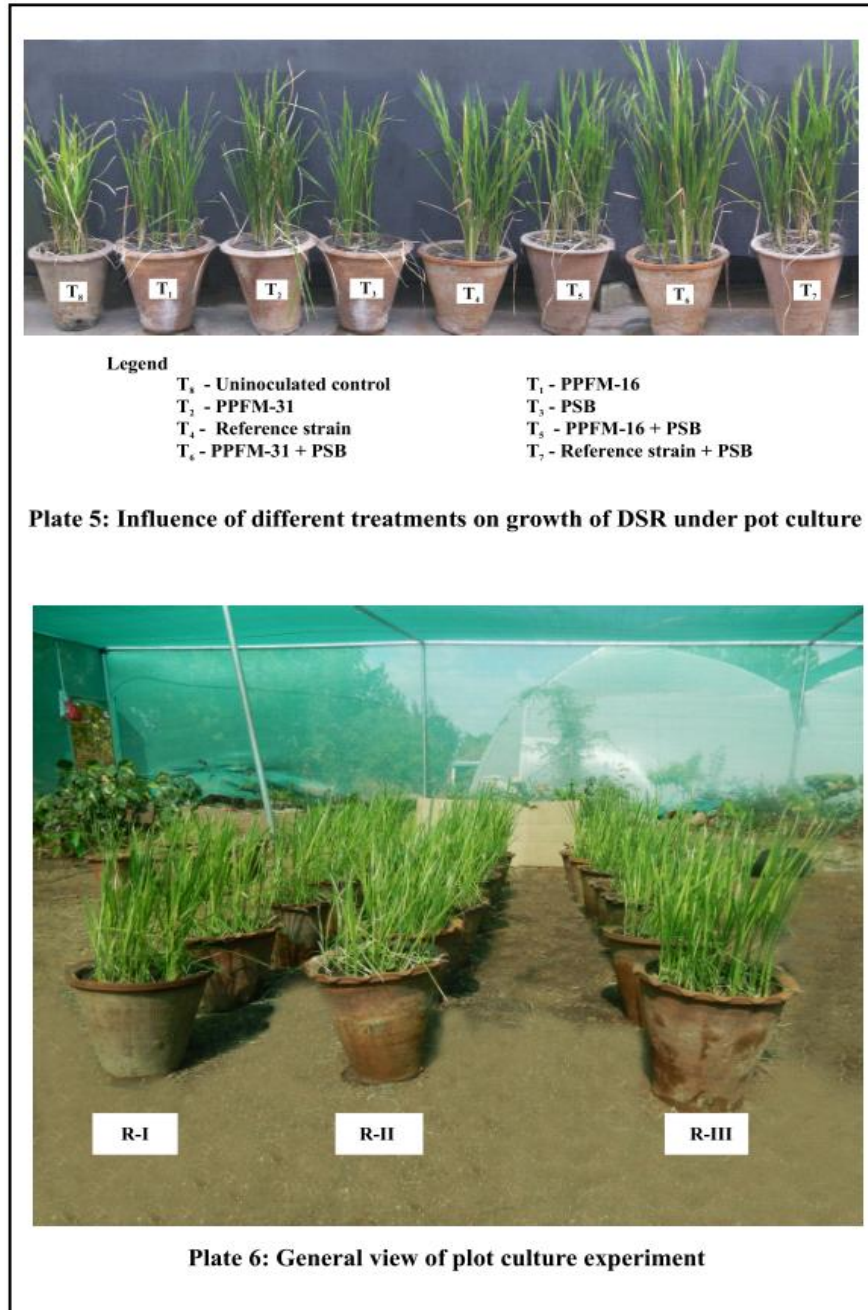 T₈ T₁ T₂ T₃ T₄ T₅ T₆ T₇
Legend
T₈ - Uninoculated control T₁ - PPFM-16
T₂ - PPFM-31 T₃ - PSB
T₄ - Reference strain T₅ - PPFM-16 + PSB
T₆ - PPFM-31 + PSB T₇ - Reference strain + PSB
Plate 5: Influence of different treatments on growth of DSR under pot culture
R-I R-II R-III
Plate 6: General view of plot culture experiment